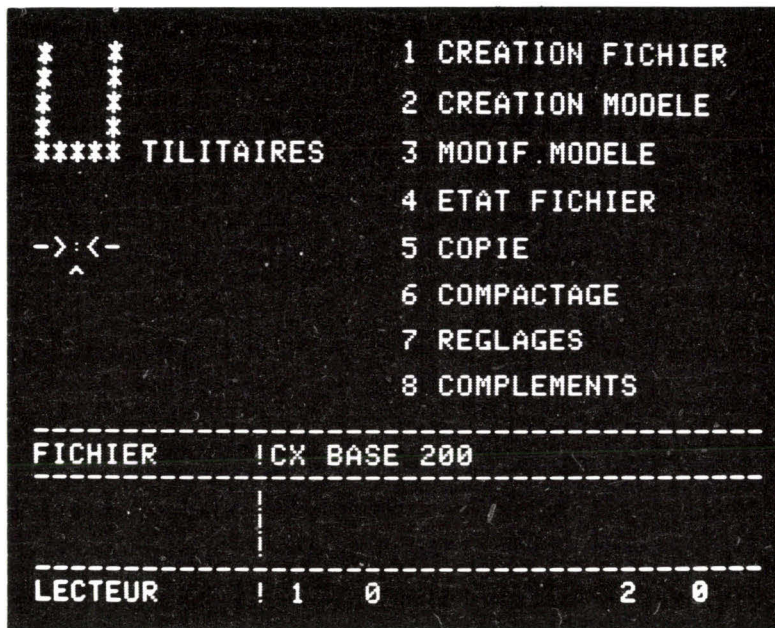 *   *   1 CREATION FICHIER
*   *
*   *   2 CREATION MODELE
*   *
***** TILITAIRES   3 MODIF.MODELE
4 ETAT FICHIER
->:<-   5 COPIE
^
6 COMPACTAGE
7 REGLAGES
8 COMPLEMENTS
----------------------------------------
FICHIER   !CX BASE 200
----------------------------------------
!
!
!
----------------------------------------
LECTEUR   ! 1   0   2   0